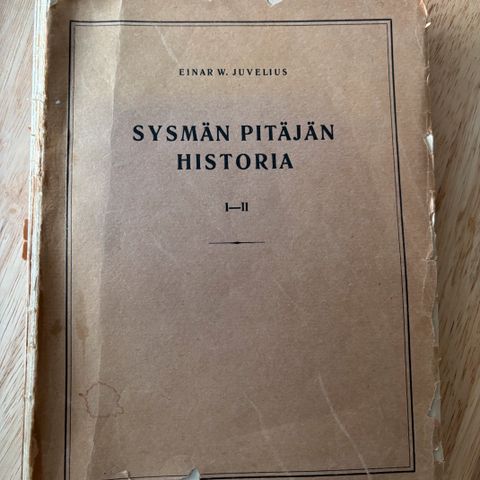 EINAR W. JUVELIUS
SYSMÄN PITÄJÄN
HISTORIA
I—II